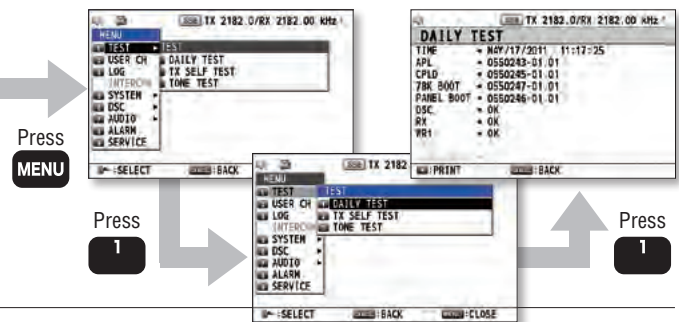 Press
MENU
SSB TX 2182.0/RX 2182.00 kHz
MENU
TEST TEST
USER CH DAILY TEST
LOG TX SELF TEST
INTERCOM TONE TEST
SYSTEM
DSC
AUDIO
ALARM
SERVICE
:SELECT :BACK
Press
1
TX 2182
MENU
TEST TEST
USER CH DAILY TEST
LOG TX SELF TEST
INTERCOM TONE TEST
SYSTEM
DSC
AUDIO
ALARM
SERVICE
:SELECT :BACK :CLOSE
Press
1
SSB TX 2182.0/RX 2182.00 kHz
DAILY TEST
TIME = MAY/17/2011 11:17:25
APL = 0550243-01.01
CPLD = 0550245-01.01
78K BOOT = 0550247-01.01
PANEL BOOT = 0550246-01.01
DSC = OK
RX = OK
WR1 = OK
:PRINT :BACK